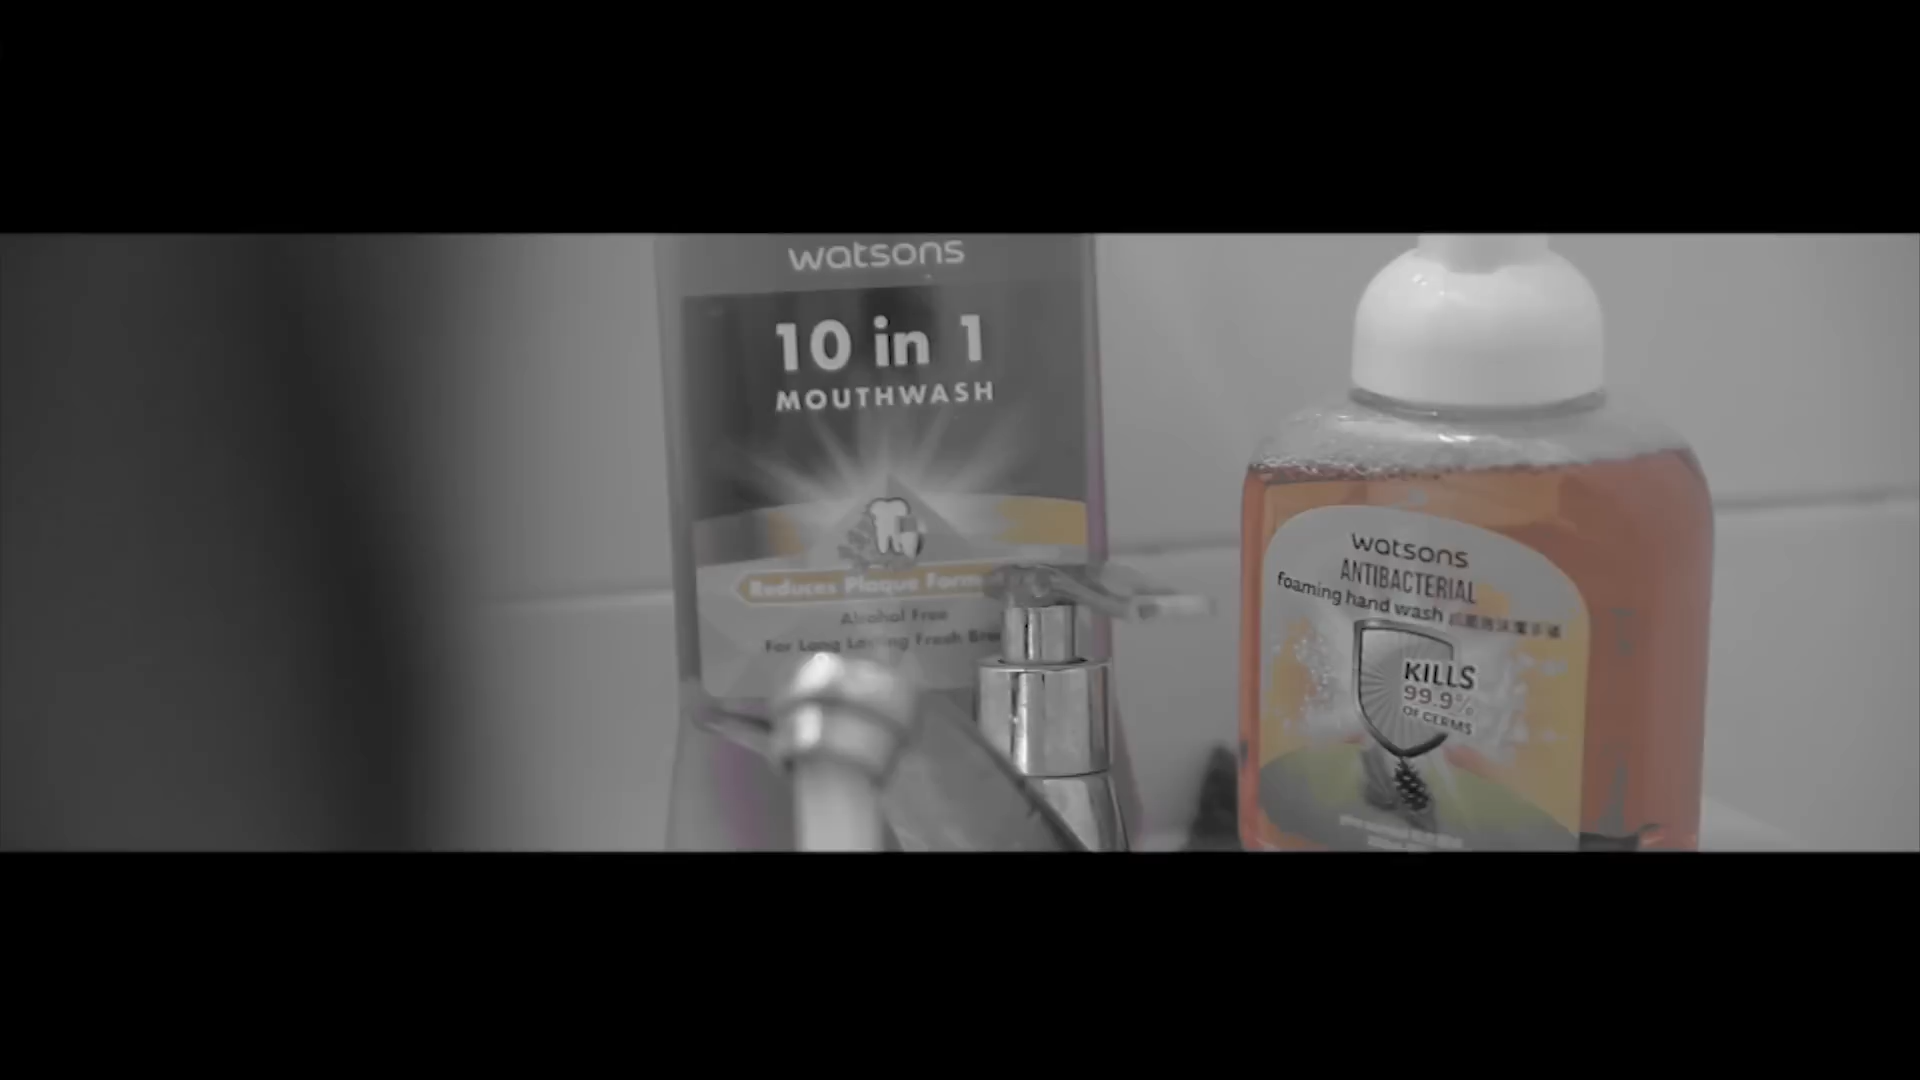 watsons
10 in 1
MOUTHWASH
Reduces Plaque
Alcohol Free
For Long Lasting Fresh
watsons
ANTIBACTERIAL
foaming hand wash
KILLS
99.9%
OF GERMS